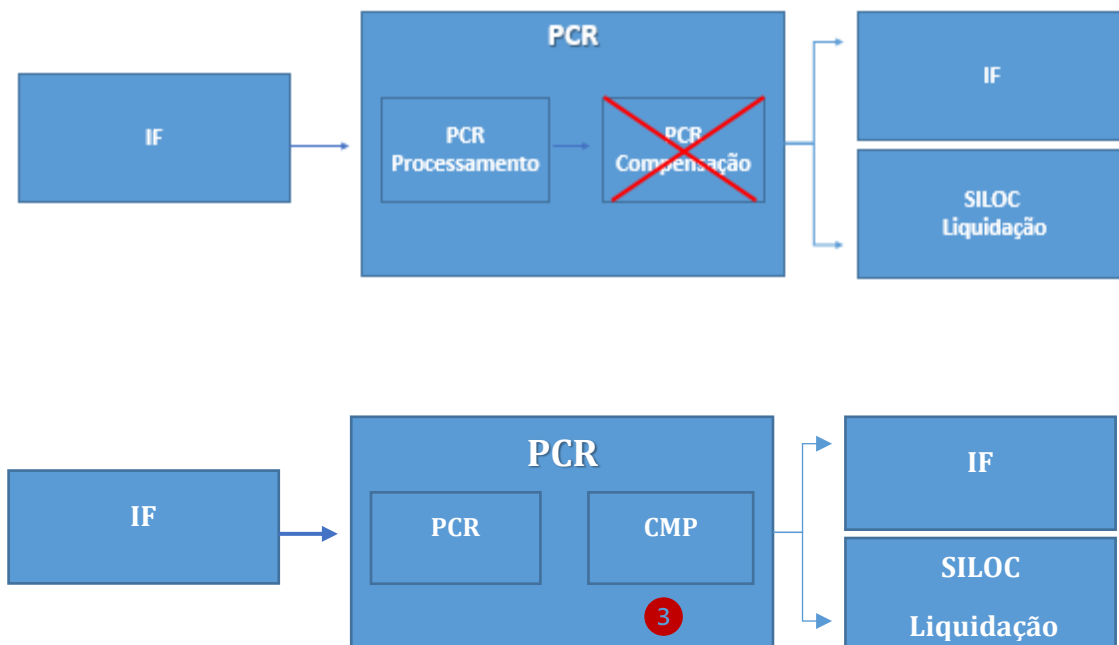 PCR
IF
PCR
Processamento
PCR
Compensação
IF
SILOC
Liquidação
PCR
IF
PCR
CMP
3
IF
SILOC
Liquidação